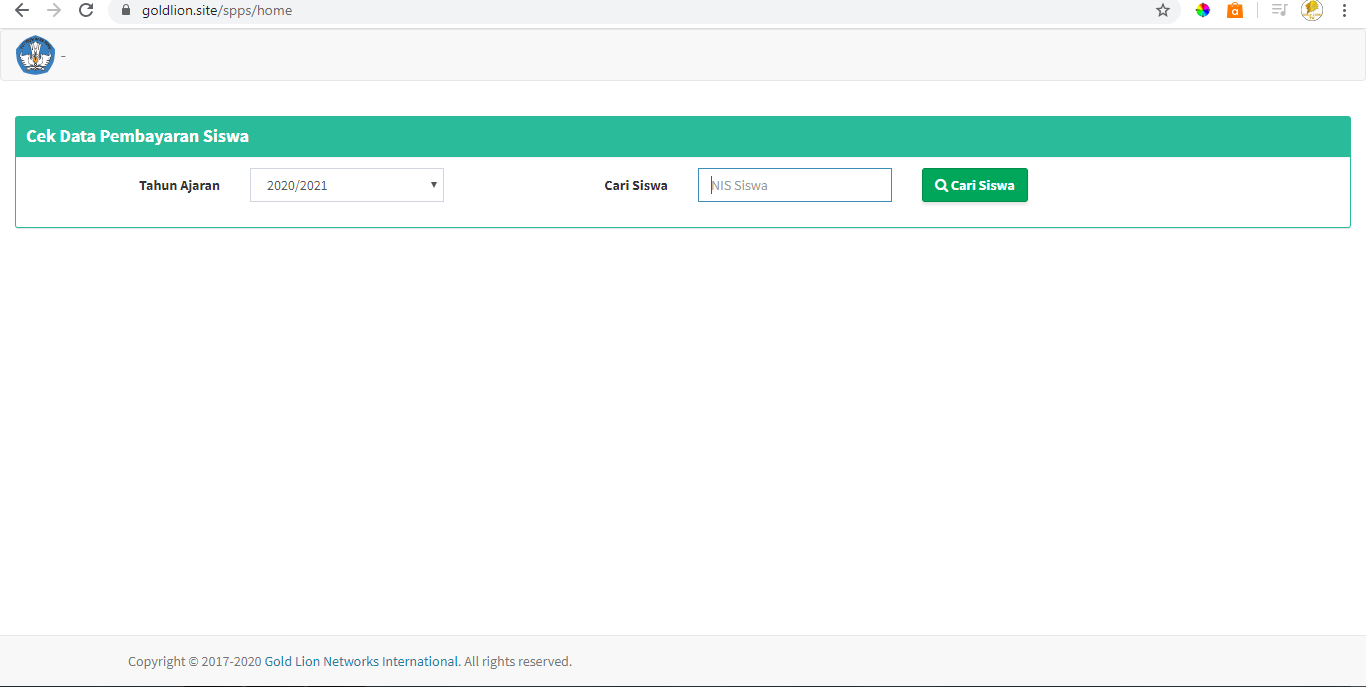 goldlion.site/spps/home
-
Cek Data Pembayaran Siswa
Tahun Ajaran 2020/2021 Cari Siswa NIS Siswa Cari Siswa
Copyright © 2017-2020 Gold Lion Networks International. All rights reserved.